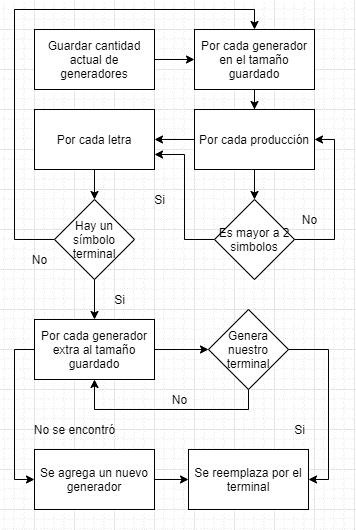 Guardar cantidad
actual de
generadores
Por cada generador
en el tamaño
guardado
Por cada letra
Por cada producción
Si
No
Hay un
símbolo
terminal
Es mayor a 2
simbolos
No
Si
Por cada generador
extra al tamaño
guardado
Genera
nuestro
terminal
No
No se encontró
Si
Se agrega un nuevo
generador
Se reemplaza por el
terminal